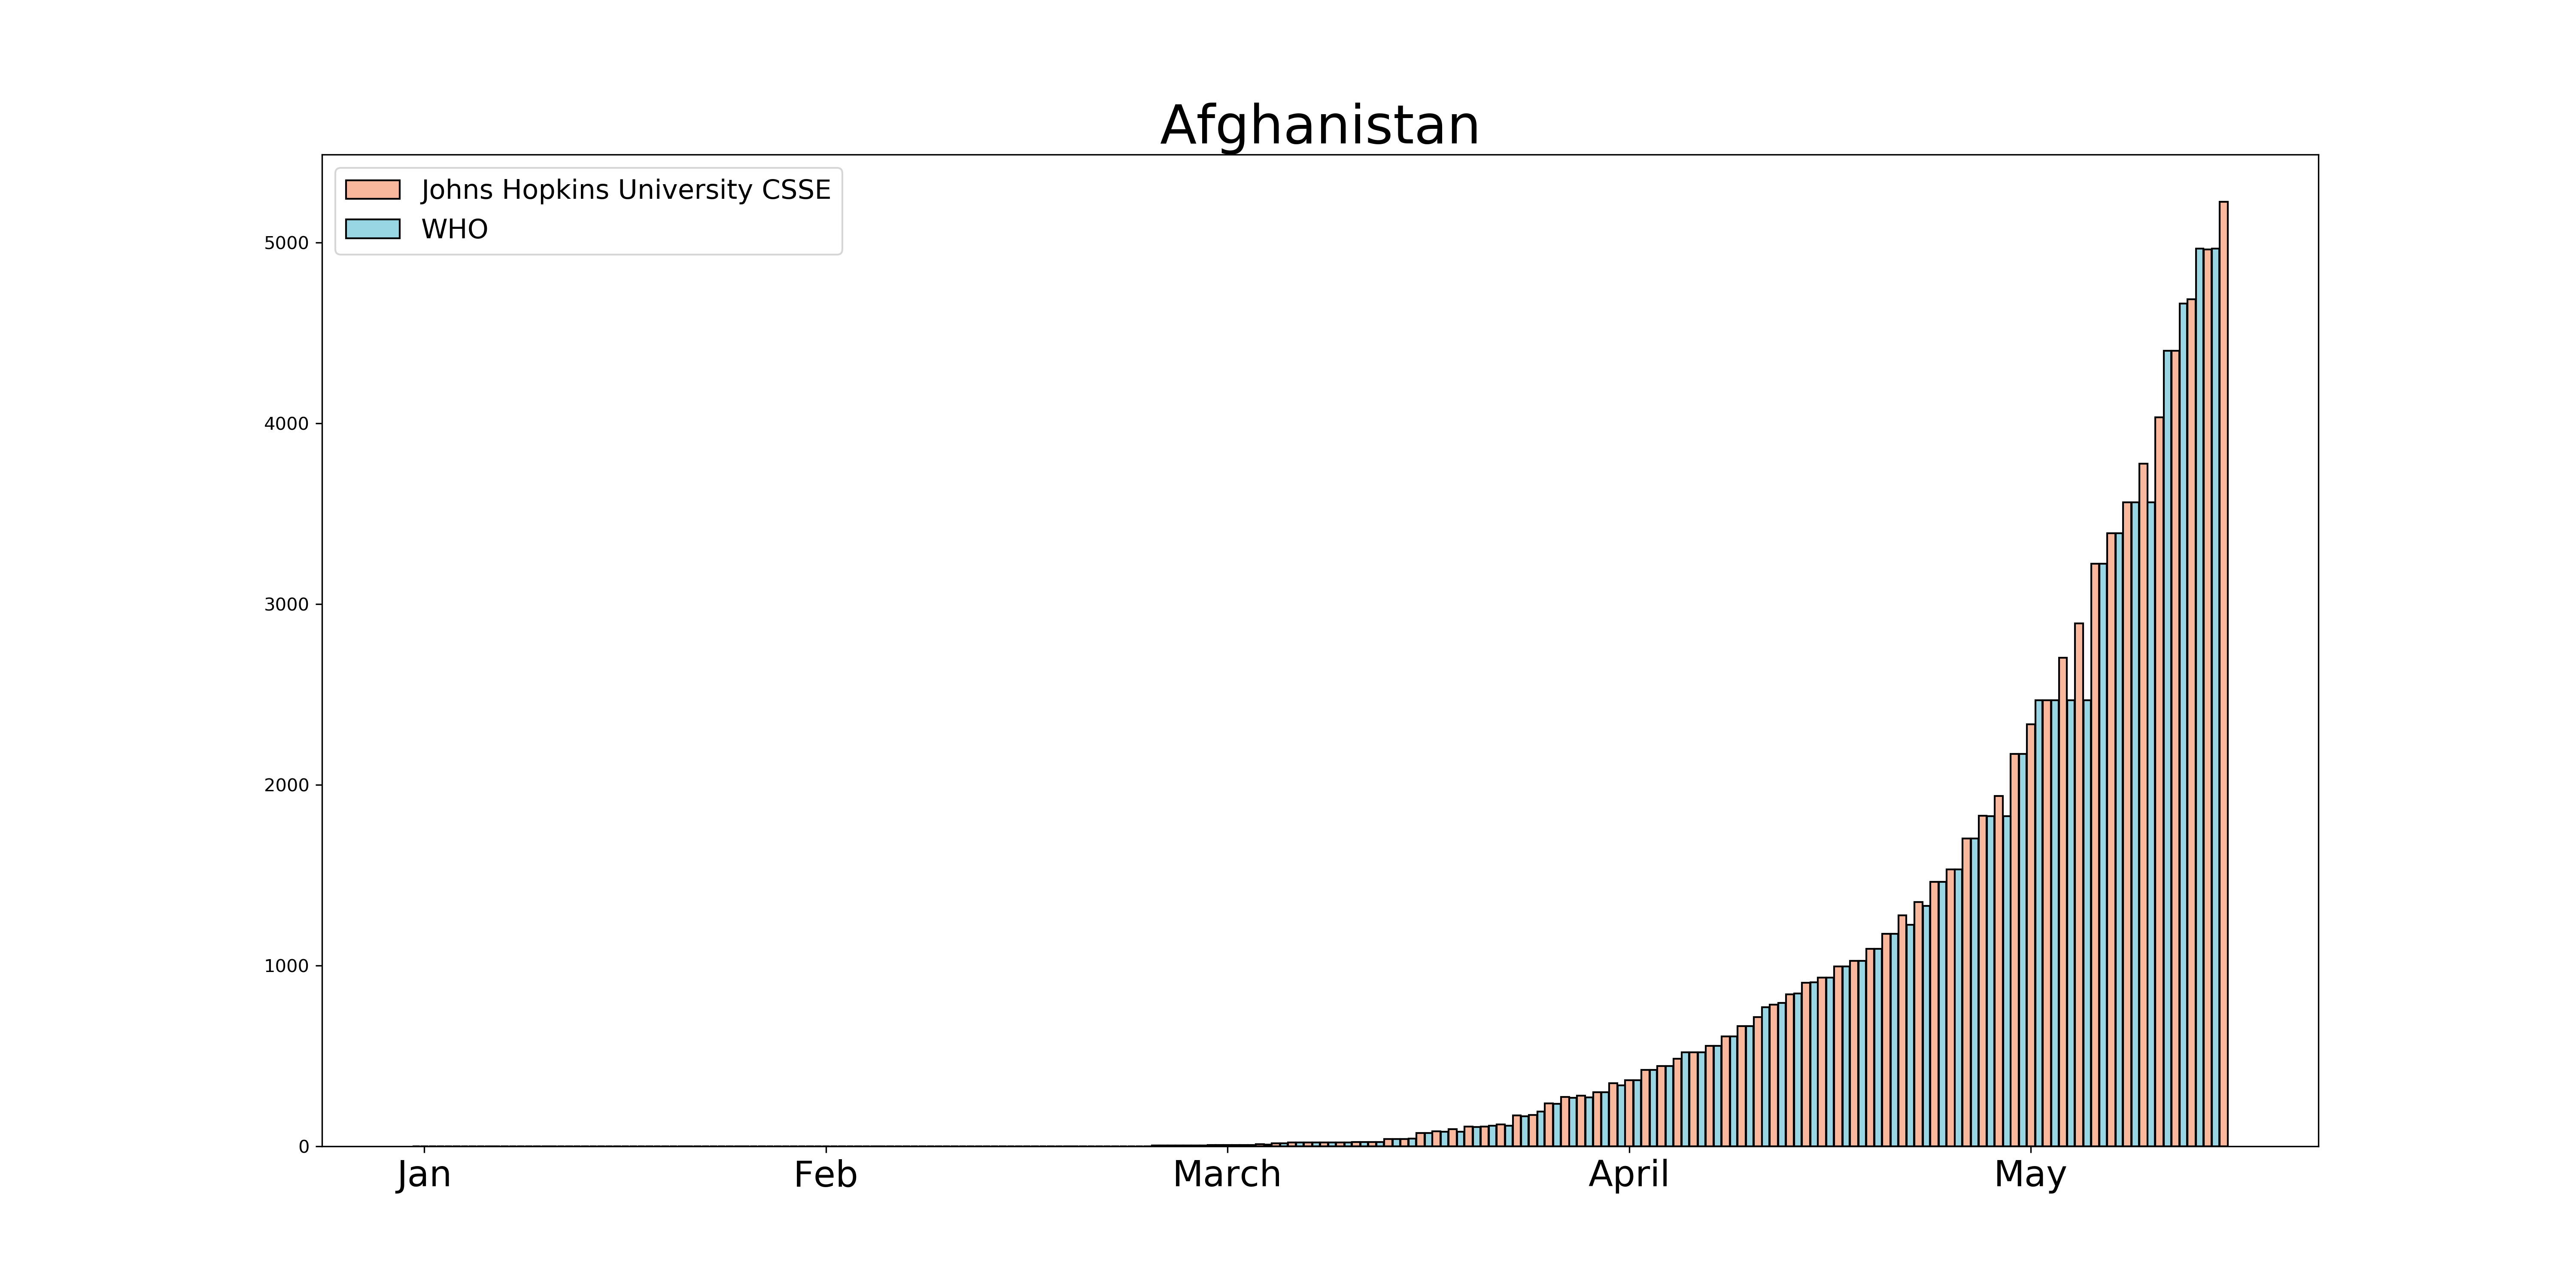 Afghanistan
Johns Hopkins University CSSE
WHO
5000
4000
3000
2000
1000
0
Jan Feb March April May